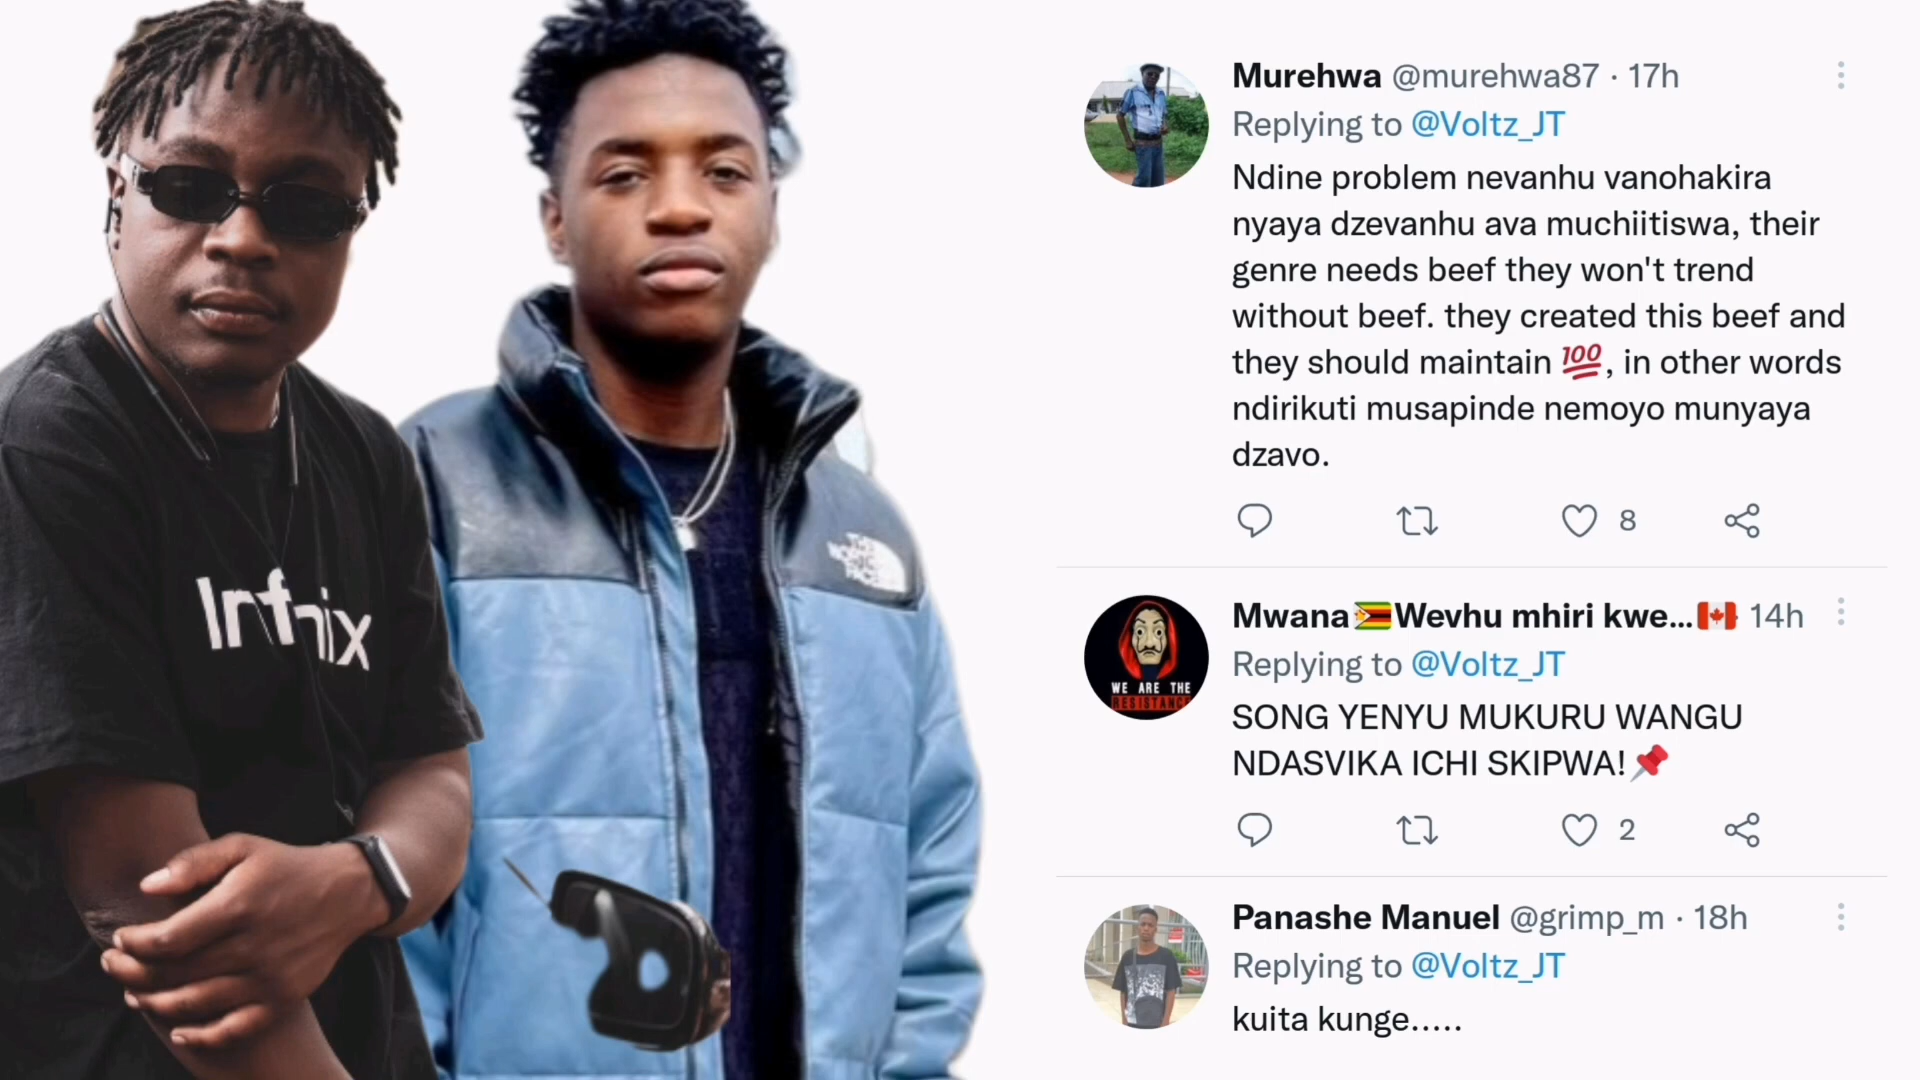 Infinix
THE
NORTH
FACE
Murehwa @murehwa87 · 17h
Replying to @Voltz_JT
Ndine problem nevanhu vanohakira
nyaya dzevanhu ava muchiitiswa, their
genre needs beef they won't trend
without beef. they created this beef and
they should maintain 💯, in other words
ndirikuti musapinde nemoyo munyaya
dzavo.
8
Mwana🇿🇼Wevhu mhiri kwe...🇨🇦 14h
Replying to @Voltz_JT
WE ARE THE
RESISTANCE
SONG YENYU MUKURU WANGU
NDASVIKA ICHI SKIPWA!📌
2
Panashe Manuel @grimp_m · 18h
Replying to @Voltz_JT
kuita kunge.....